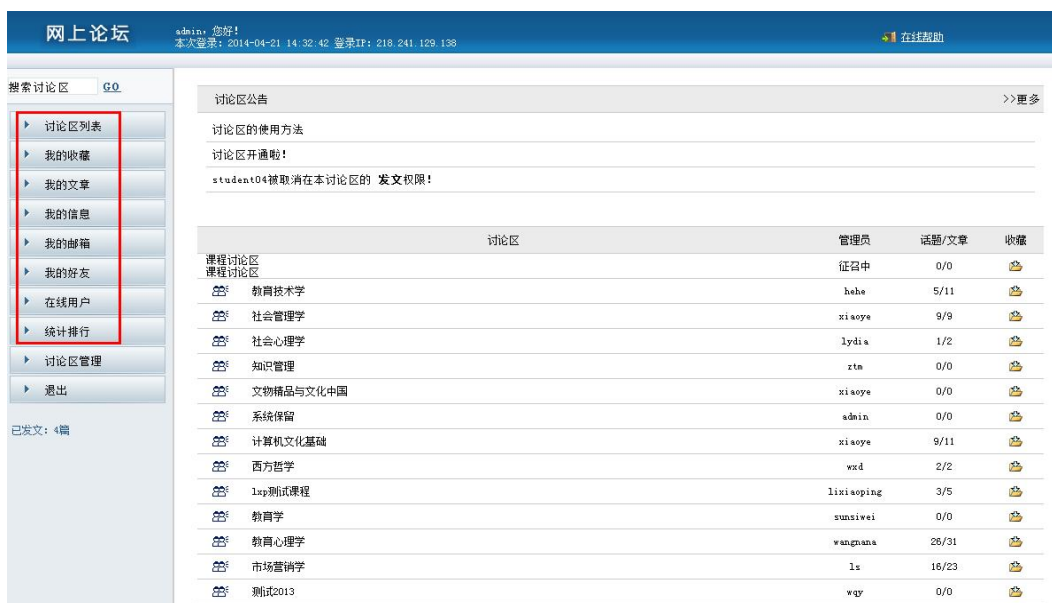 网上论坛
admin, 您好!
本次登录: 2014-04-21 14:32:42 登录IP: 218.241.129.138
在线帮助
搜索讨论区 GO
讨论区列表
我的收藏
我的文章
我的信息
我的邮箱
我的好友
在线用户
统计排行
讨论区管理
退出
已发文: 4篇
讨论区公告 >>更多
讨论区的使用方法
讨论区开通啦!
student04被取消在本讨论区的 发文权限!
讨论区 管理员 话题/文章 收藏
课程讨论区
课程讨论区 征召中 0/0
教育技术学 hehe 5/11
社会管理学 xiaoye 9/9
社会心理学 lydia 1/2
知识管理 ztm 0/0
文物精品与文化中国 xiaoye 0/0
系统保留 admin 0/0
计算机文化基础 xiaoye 9/11
西方哲学 wxd 2/2
lxp测试课程 lixiaoping 3/5
教育学 sunsiwei 0/0
教育心理学 wangnana 26/31
市场营销学 ls 16/23
测试2013 wqy 0/0